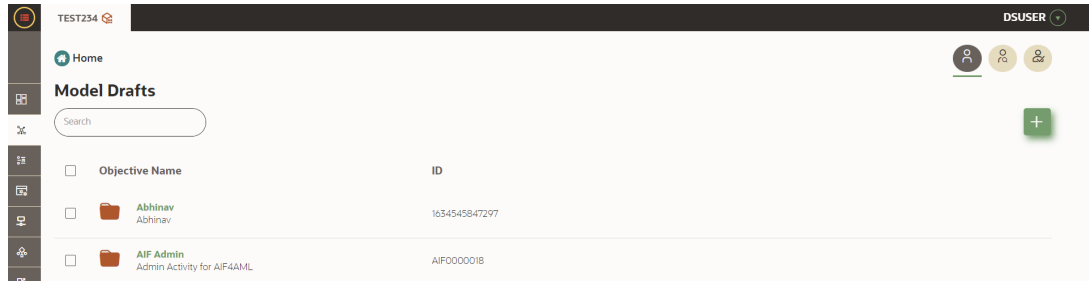 TEST234
DSUSER
Home
Model Drafts
Search
Objective Name ID
Abhinav
Abhinav
1634545847297
AIF Admin
Admin Activity for AIF4AML
AIF0000018